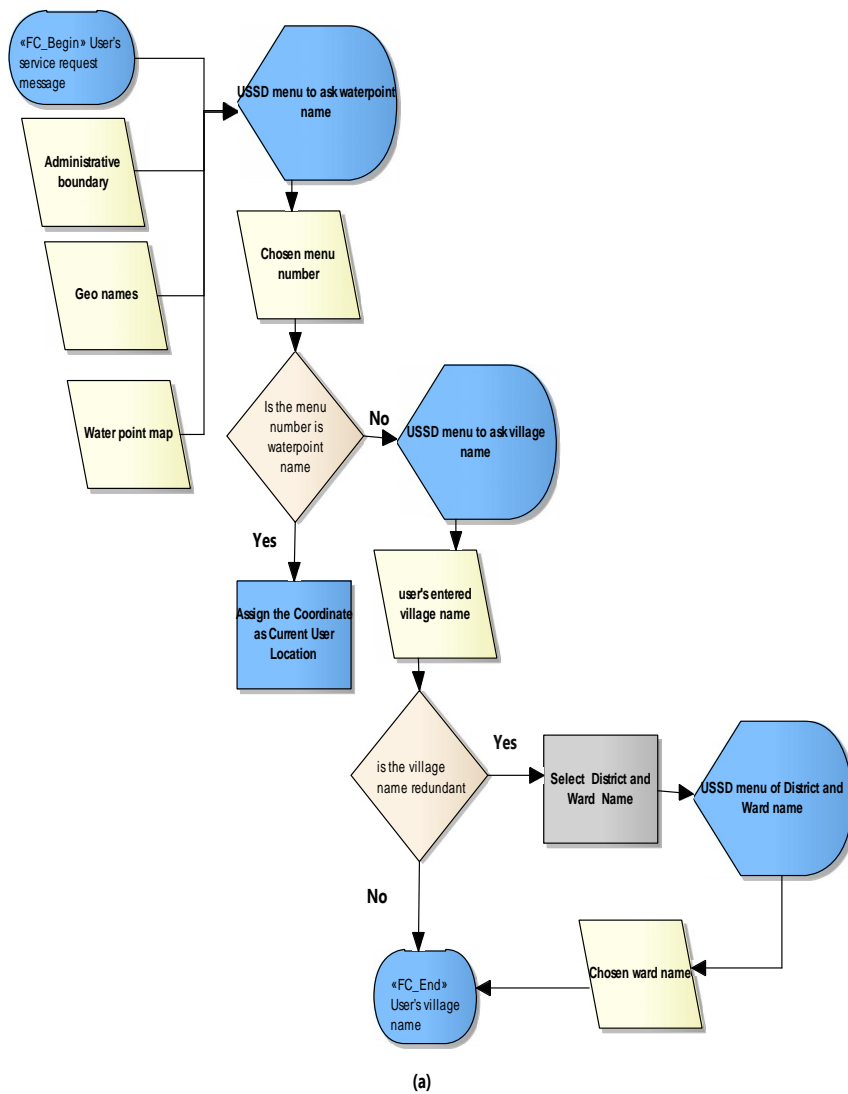 «FC_Begin» User's
service request
message
USSD menu to ask waterpoint
name
Administrative
boundary
Geo names
Water point map
Chosen menu
number
Is the menu
number is
waterpoint
name
No
Yes
USSD menu to ask village
name
Assign the Coordinate
as Current User
Location
user's entered
village name
is the village
name redundant
Yes
No
Select District and
Ward Name
USSD menu of District and
Ward name
Chosen ward name
«FC_End»
User's village
name
(a)